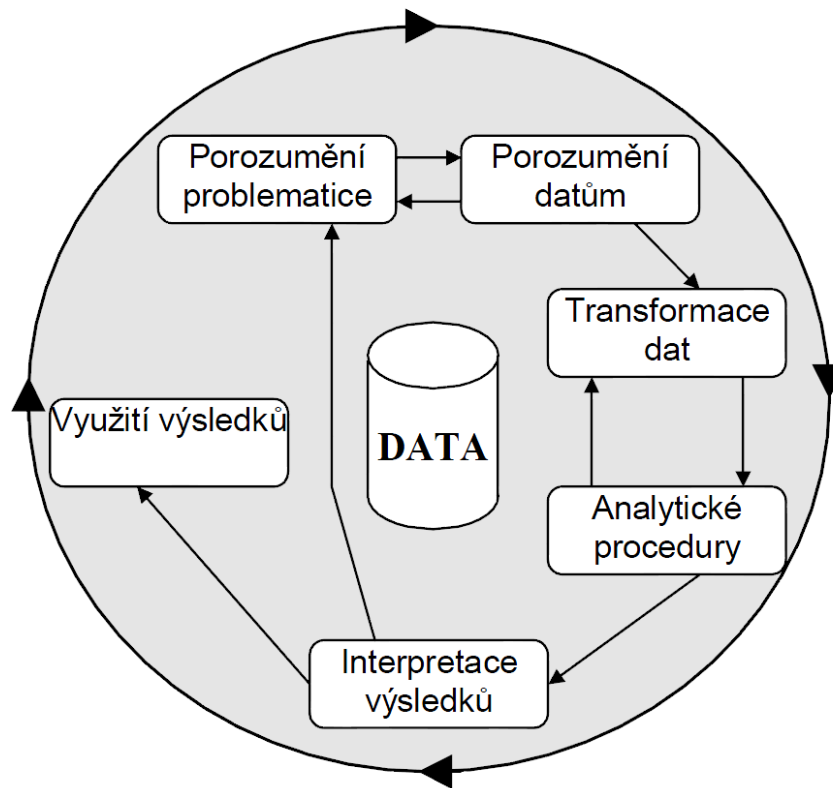 Porozumění
problematice
Porozumění
datům
Transformace
dat
Využití výsledků
DATA
Analytické
procedury
Interpretace
výsledků